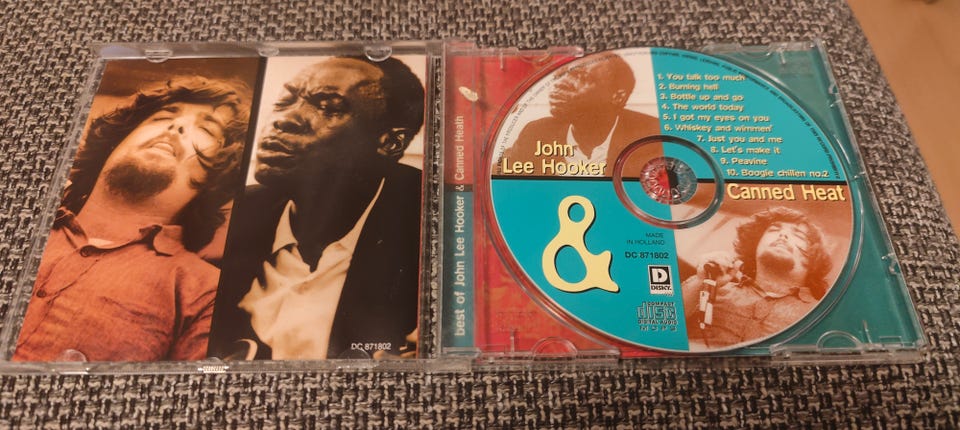 DC 871802
best of John Lee Hooker & Canned Heath
John
Lee Hooker
1. You talk too much
2. Burning hell
3. Bottle up and go
4. The world today
5. I got my eyes on you
6. Whiskey and wimmen'
7. Just you and me
8. Let's make it
9. Peavine
10. Boogie chillen no.2
Canned Heat
&
MADE
IN HOLLAND
DC 871802
D
DISKY
COMPACT
disc
DIGITAL AUDIO